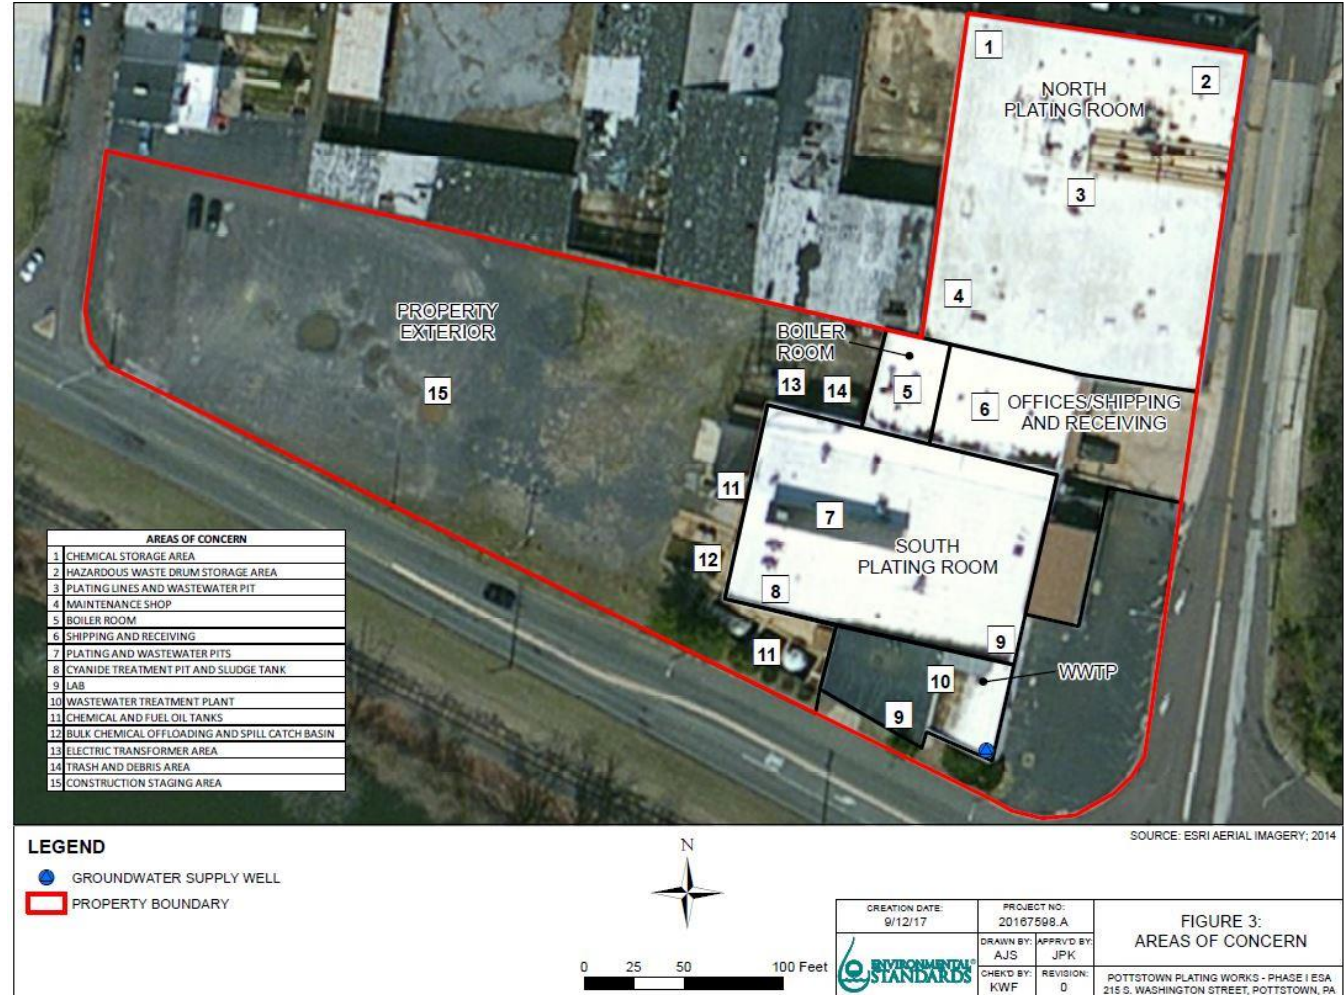 1
2
NORTH
PLATING ROOM
3
4
PROPERTY
EXTERIOR
BOILER
ROOM
13
14
5
15
6
OFFICES/SHIPPING
AND RECEIVING
11
7
SOUTH
PLATING ROOM
12
8
9
11
10
WWTP
9
AREAS OF CONCERN
1 CHEMICAL STORAGE AREA
2 HAZARDOUS WASTE DRUM STORAGE AREA
3 PLATING LINES AND WASTEWATER PIT
4 MAINTENANCE SHOP
5 BOILER ROOM
6 SHIPPING AND RECEIVING
7 PLATING AND WASTEWATER PITS
8 CYANIDE TREATMENT PIT AND SLUDGE TANK
9 LAB
10 WASTEWATER TREATMENT PLANT
11 CHEMICAL AND FUEL OIL TANKS
12 BULK CHEMICAL OFFLOADING AND SPILL CATCH BASIN
13 ELECTRIC TRANSFORMER AREA
14 TRASH AND DEBRIS AREA
15 CONSTRUCTION STAGING AREA
SOURCE: ESRI AERIAL IMAGERY; 2014
LEGEND
GROUNDWATER SUPPLY WELL
PROPERTY BOUNDARY
N
0 25 50 100 Feet
CREATION DATE:
9/12/17
PROJECT NO:
20167598.A
DRAWN BY:
AJS
APPRV'D BY:
JPK
CHEK'D BY:
KWF
REVISION:
0
ENVIRONMENTAL
STANDARDS
FIGURE 3:
AREAS OF CONCERN
POTTSTOWN PLATING WORKS - PHASE I ESA
215 S. WASHINGTON STREET, POTTSTOWN, PA